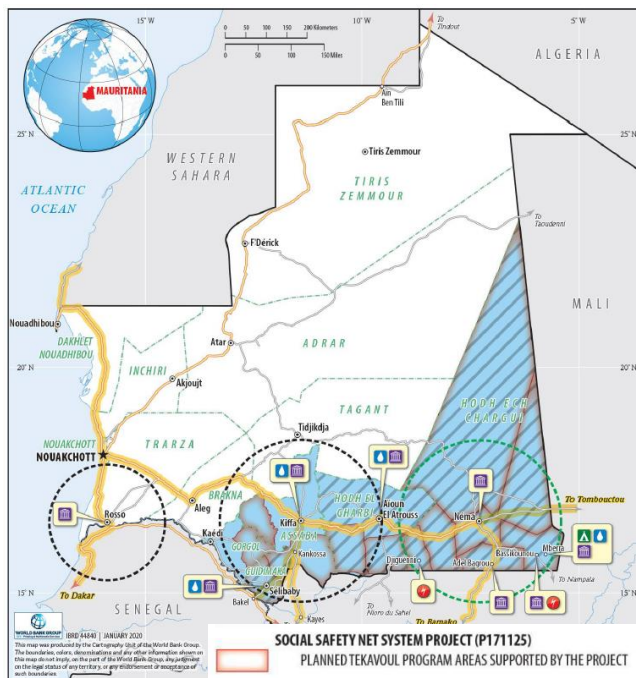 15°W
10°W
5°W
0 50 100 150 200 Kilometers
0 50 100 150 Miles
To
Tindouf
ALGERIA
MAURITANIA
Aïn
Ben Tili
25°N
25°N
WESTERN
SAHARA
Tiris Zemmour
TIRIS
ZEMMOUR
ATLANTIC
OCEAN
To
Taoudenni
F'Dérick
MALI
Nouadhibou
DAKHLET
NOUADHIBOU
Atar
ADRAR
INCHIRI
20°N
20°N
Akjoujt
TAGANT
HODH ECH
CHARGUI
TRARZA
Tidjikdja
NOUAKCHOTT
NOUAKCHOTT
BRAKNA
HODH EL
GHARBI
Aioun
El Atrouss
Nema
To Tombouctou
Rosso
Aleg
Kiffa
ASSABA
Kaédi
GORGOL
Kankossa
Djiguenni
Adel Bagrou
Bassikounou
Mberra
GUIDIMAKA
Selibaby
To Nampala
To Dakar
Bakel
SENEGAL
Kayes
To
Nioro du Sahel
To Bamako
15°N
WORLD BANK GROUP
IBRD 44840 | JANUARY 2020
This map was produced by the Cartography Unit of the World Bank Group.
The boundaries, colors, denominations and any other information shown on
this map do not imply, on the part of the World Bank Group, any judgment
on the legal status of any territory, or any endorsement or acceptance of
such boundaries.
SOCIAL SAFETY NET SYSTEM PROJECT (P171125)
PLANNED TEKAVOUL PROGRAM AREAS SUPPORTED BY THE PROJECT